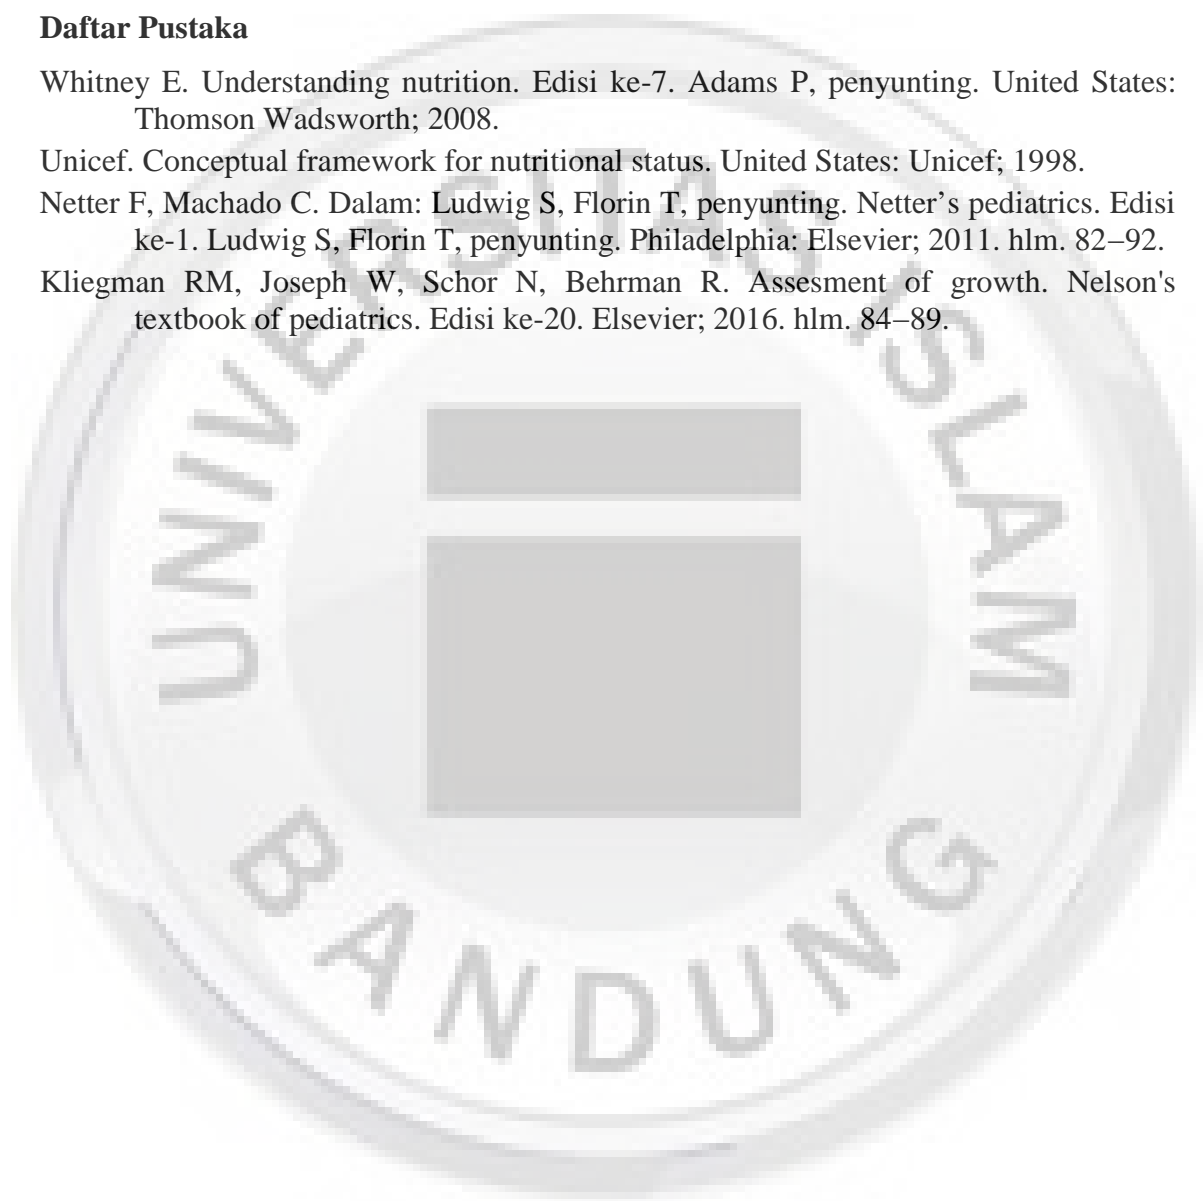 Daftar Pustaka
Whitney E. Understanding nutrition. Edisi ke-7. Adams P, penyunting. United States:
Thomson Wadsworth; 2008.
Unicef. Conceptual framework for nutritional status. United States: Unicef; 1998.
Netter F, Machado C. Dalam: Ludwig S, Florin T, penyunting. Netter’s pediatrics. Edisi
ke-1. Ludwig S, Florin T, penyunting. Philadelphia: Elsevier; 2011. hlm. 82–92.
Kliegman RM, Joseph W, Schor N, Behrman R. Assesment of growth. Nelson's
textbook of pediatrics. Edisi ke-20. Elsevier; 2016. hlm. 84–89.
UNIVERSITAS ISLAM
BANDUNG